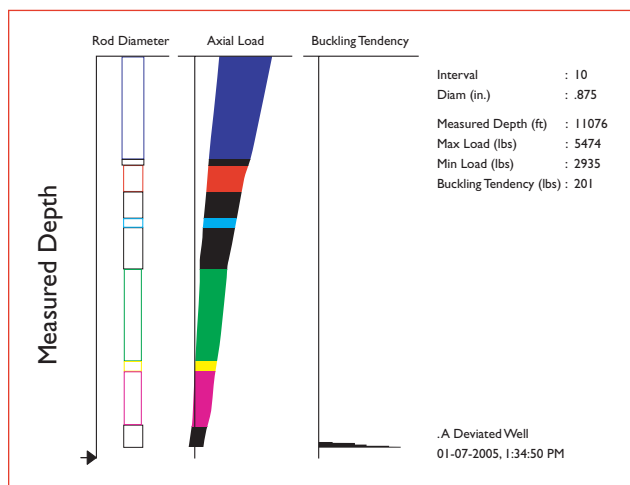 Rod Diameter
Axial Load
Buckling Tendency
Interval : 10
Diam (in.) : .875
Measured Depth (ft) : 11076
Max Load (lbs) : 5474
Min Load (lbs) : 2935
Buckling Tendency (lbs) : 201
Measured Depth
.A Deviated Well
01-07-2005, 1:34:50 PM